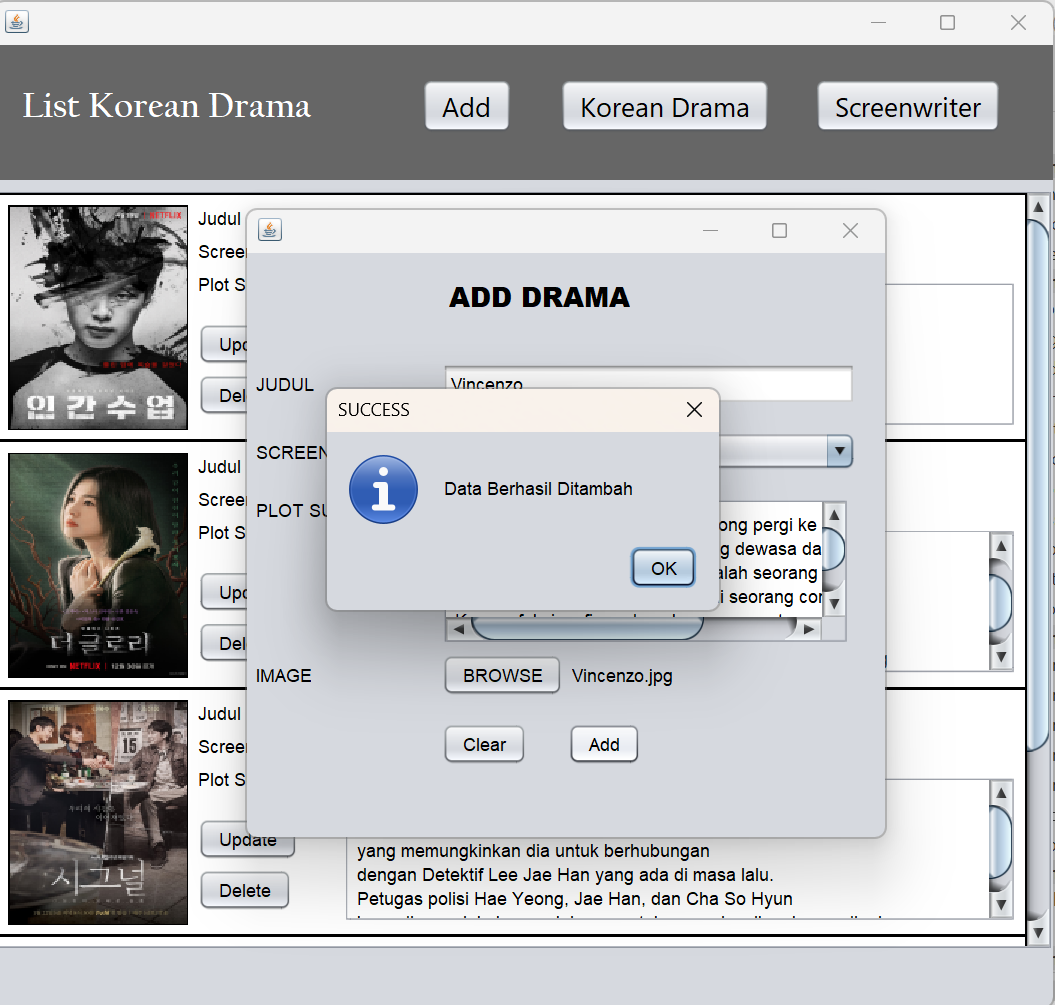 List Korean Drama
Add
Korean Drama
Screenwriter
NETFLIX
인간수업
Judul
Scree
Plot S
Upd
Del
ADD DRAMA
JUDUL
Vincenzo
SUCCESS
Data Berhasil Ditambah
OK
SCREEN
PLOT SU
ong pergi ke
g dewasa da
alah seorang
i seorang cor
더 글로리
NETFLIX
Judul
Scree
Plot S
Upd
Del
IMAGE
BROWSE
Vincenzo.jpg
Clear
Add
15
시그널
Judul
Scree
Plot S
Update
Delete
yang memungkinkan dia untuk berhubungan
dengan Detektif Lee Jae Han yang ada di masa lalu.
Petugas polisi Hae Yeong, Jae Han, dan Cha So Hyun